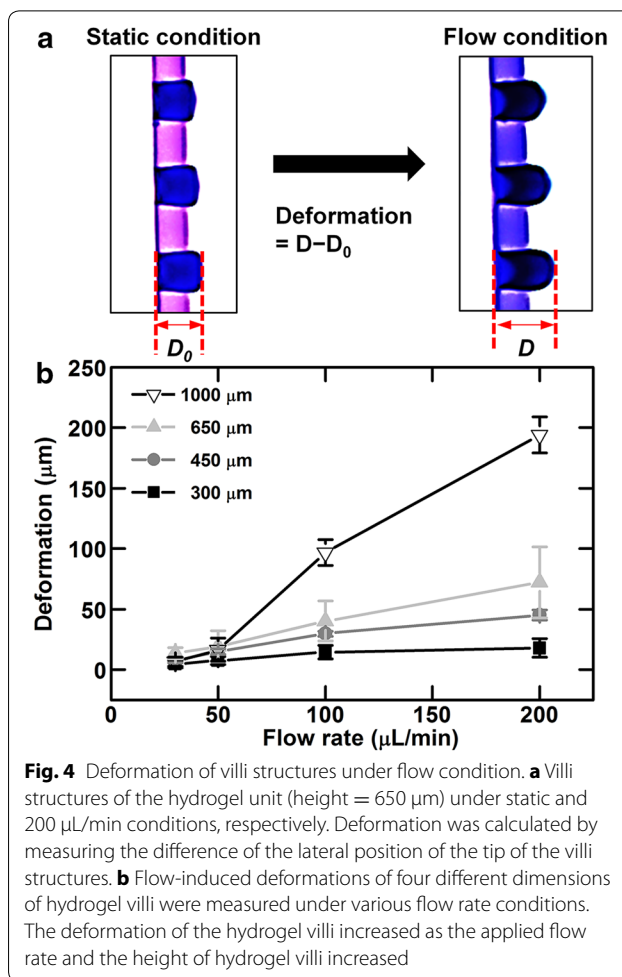 a
Static condition
Flow condition
Deformation
= D−D₀
D₀
D
b
250
200
150
100
50
0
Deformation (μm)
1000 μm
650 μm
450 μm
300 μm
0
50
100
150
200
Flow rate (μL/min)
Fig. 4 Deformation of villi structures under flow condition. a Villi
structures of the hydrogel unit (height = 650 μm) under static and
200 μL/min conditions, respectively. Deformation was calculated by
measuring the difference of the lateral position of the tip of the villi
structures. b Flow-induced deformations of four different dimensions
of hydrogel villi were measured under various flow rate conditions.
The deformation of the hydrogel villi increased as the applied flow
rate and the height of hydrogel villi increased